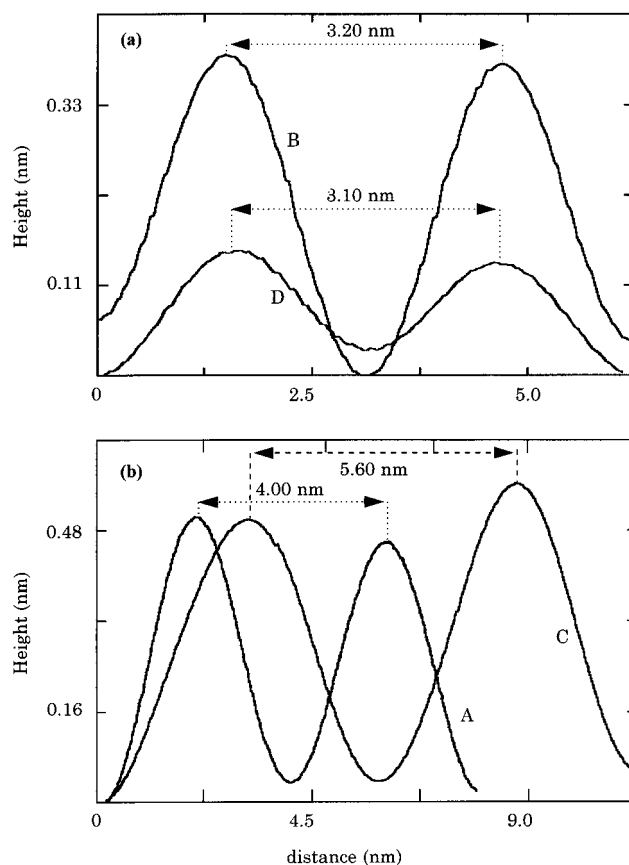 (a)
3.20 nm
0.33
B
3.10 nm
Height (nm)
0.11
D
0
2.5
5.0
(b)
5.60 nm
4.00 nm
0.48
Height (nm)
C
0.16
A
0
4.5
9.0
distance (nm)